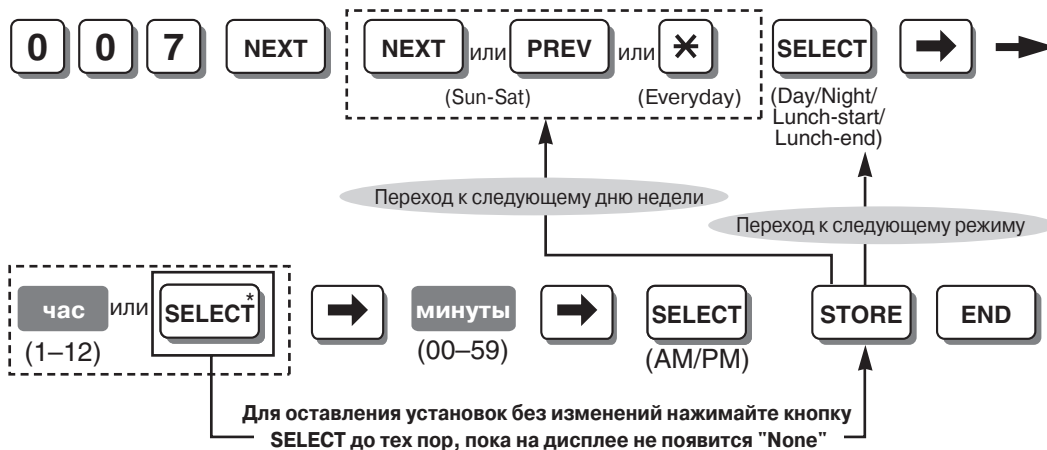 0 0 7 NEXT NEXT или PREV или ✕ SELECT
(Sun-Sat) (Everyday) (Day/Night/
Lunch-start/
Lunch-end)
Переход к следующему дню недели
Переход к следующему режиму
час или SELECT* минуты SELECT STORE END
(1–12) (00–59) (AM/PM)
Для оставления установок без изменений нажимайте кнопку
SELECT до тех пор, пока на дисплее не появится "None"